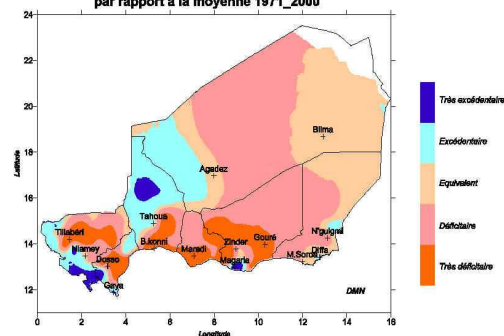 par rapport à la moyenne 1971_2000
24
22
20
18
16
14
12
Latitude
Bilma
Agadez
Tahoua
Tillabéri
Niamey
B.konni
Dosso
Maradi
Zinder
Gouré
N'guigmi
Magaria
M.Soroa
Diffa
Gaya
DMN
0 2 4 6 8 10 12 14 16
Longitude
Très excédentaire
Excédentaire
Equivalent
Déficitaire
Très déficitaire